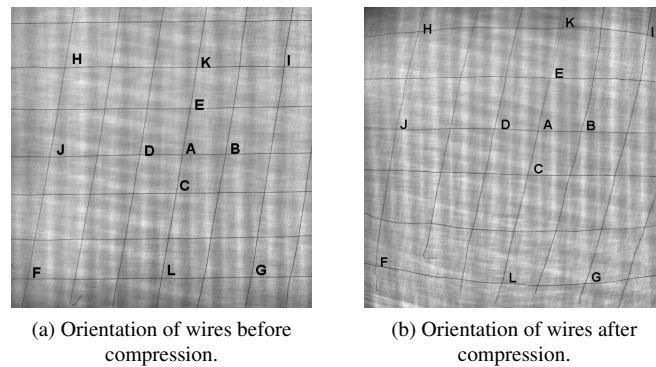 H K I
E
J D A B
C
F L G
K
H I
E
J D A B
C
F L G
(a) Orientation of wires before
compression.
(b) Orientation of wires after
compression.